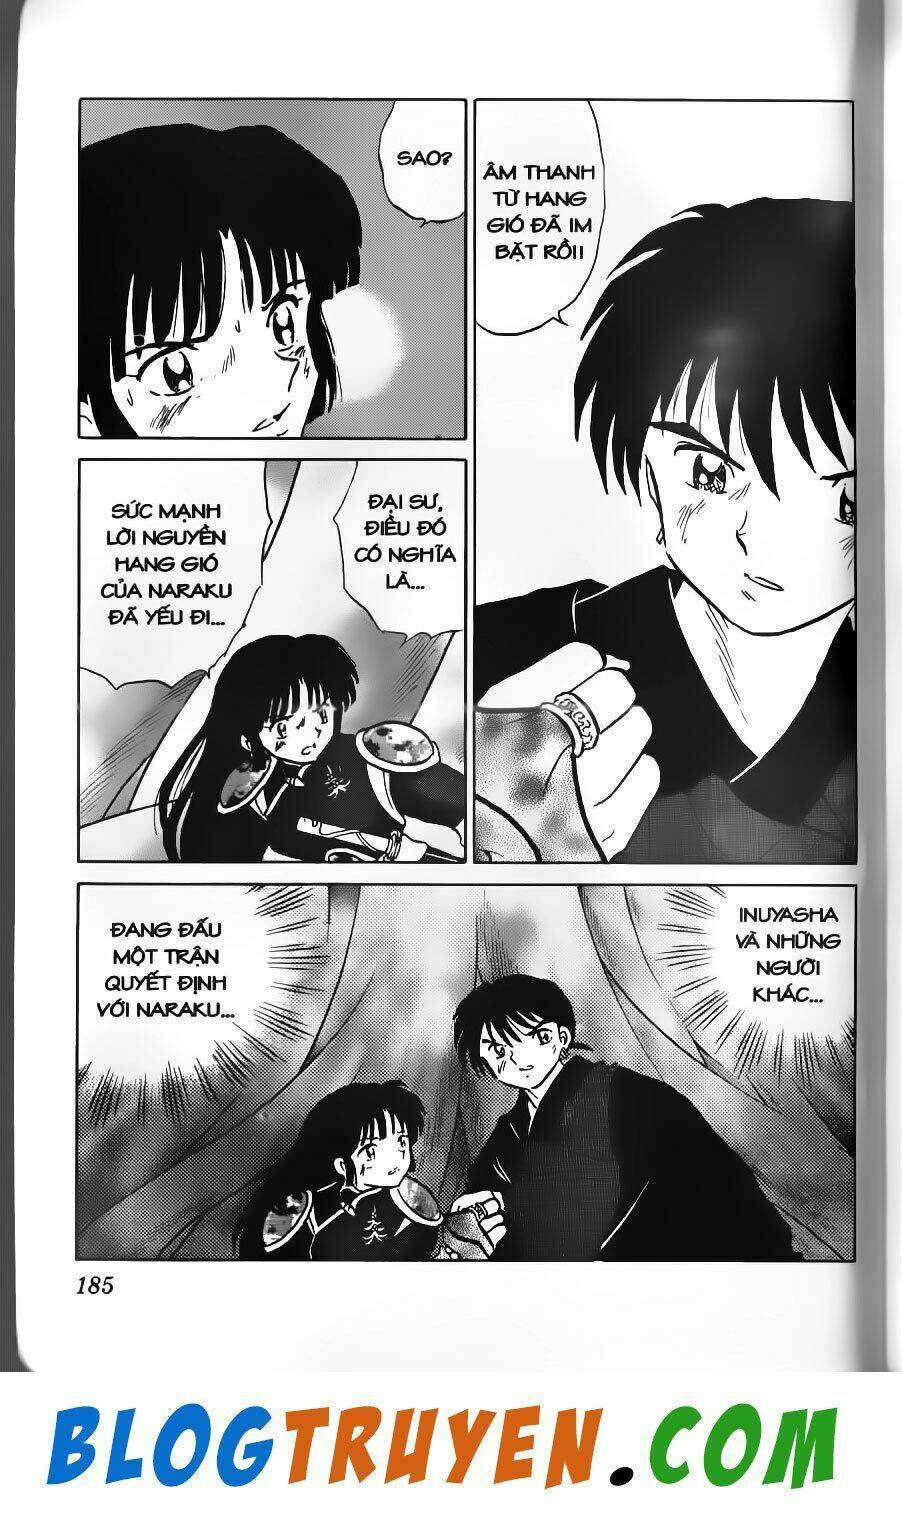 ÂM THANH
TỪ HANG
GIÓ ĐÃ IM
BẶT RỒI!
SAO?
ĐẠI SƯ,
ĐIỀU ĐÓ
CÓ NGHĨA
LÀ...
SỨC MẠNH
LỜI NGUYỀN
HANG GIÓ
CỦA NARAKU
ĐÃ YẾU ĐI...
INUYASHA
VÀ NHỮNG
NGƯỜI
KHÁC...
ĐANG ĐẤU
MỘT TRẬN
QUYẾT ĐỊNH
VỚI NARAKU...
185
BLOGTRUYEN.COM